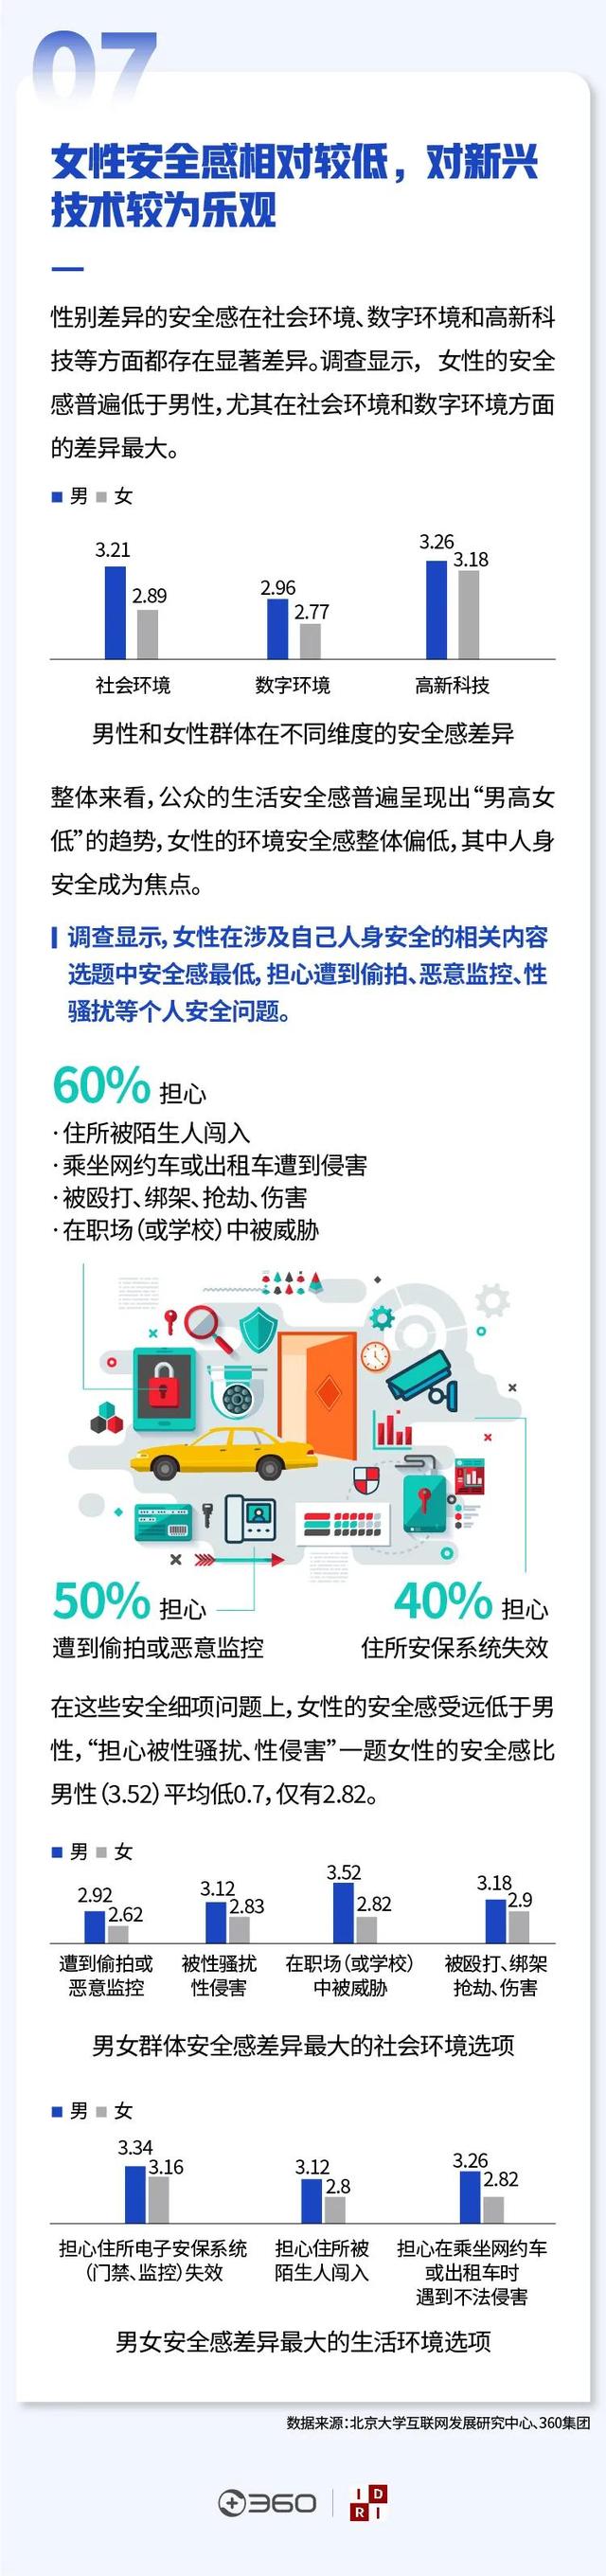 07
女性安全感相对较低，对新兴
技术较为乐观
性别差异的安全感在社会环境、数字环境和高新科
技等方面都存在显著差异。调查显示， 女性的安全
感普遍低于男性，尤其在社会环境和数字环境方面
的差异最大。
男 女
3.21 2.89 2.96 2.77 3.26 3.18
社会环境 数字环境 高新科技
男性和女性群体在不同维度的安全感差异
整体来看，公众的生活安全感普遍呈现出“男高女
低”的趋势，女性的环境安全感整体偏低，其中人身
安全成为焦点。
调查显示，女性在涉及自己人身安全的相关内容
选题中安全感最低，担心遭到偷拍、恶意监控、性
骚扰等个人安全问题。
60% 担心
·住所被陌生人闯入
·乘坐网约车或出租车遭到侵害
·被殴打、绑架、抢劫、伤害
·在职场（或学校）中被威胁
50% 担心
遭到偷拍或恶意监控
40% 担心
住所安保系统失效
在这些安全细项问题上，女性的安全感受远低于男
性，“担心被性骚扰、性侵害”一题女性的安全感比
男性（3.52）平均低0.7，仅有2.82。
男 女
2.92 2.62 3.12 2.83 3.52 2.82 3.18 2.9
遭到偷拍或 被性骚扰 在职场（或学校） 被殴打、绑架
恶意监控 性侵害 中被威胁 抢劫、伤害
男女群体安全感差异最大的社会环境选项
男 女
3.34 3.16 3.12 2.8 3.26 2.82
担心住所电子安保系统 担心住所被 担心在乘坐网约车
（门禁、监控）失效 陌生人闯入 或出租车时
遇到不法侵害
男女安全感差异最大的生活环境选项
数据来源：北京大学互联网发展研究中心、360集团
360 I D
R I